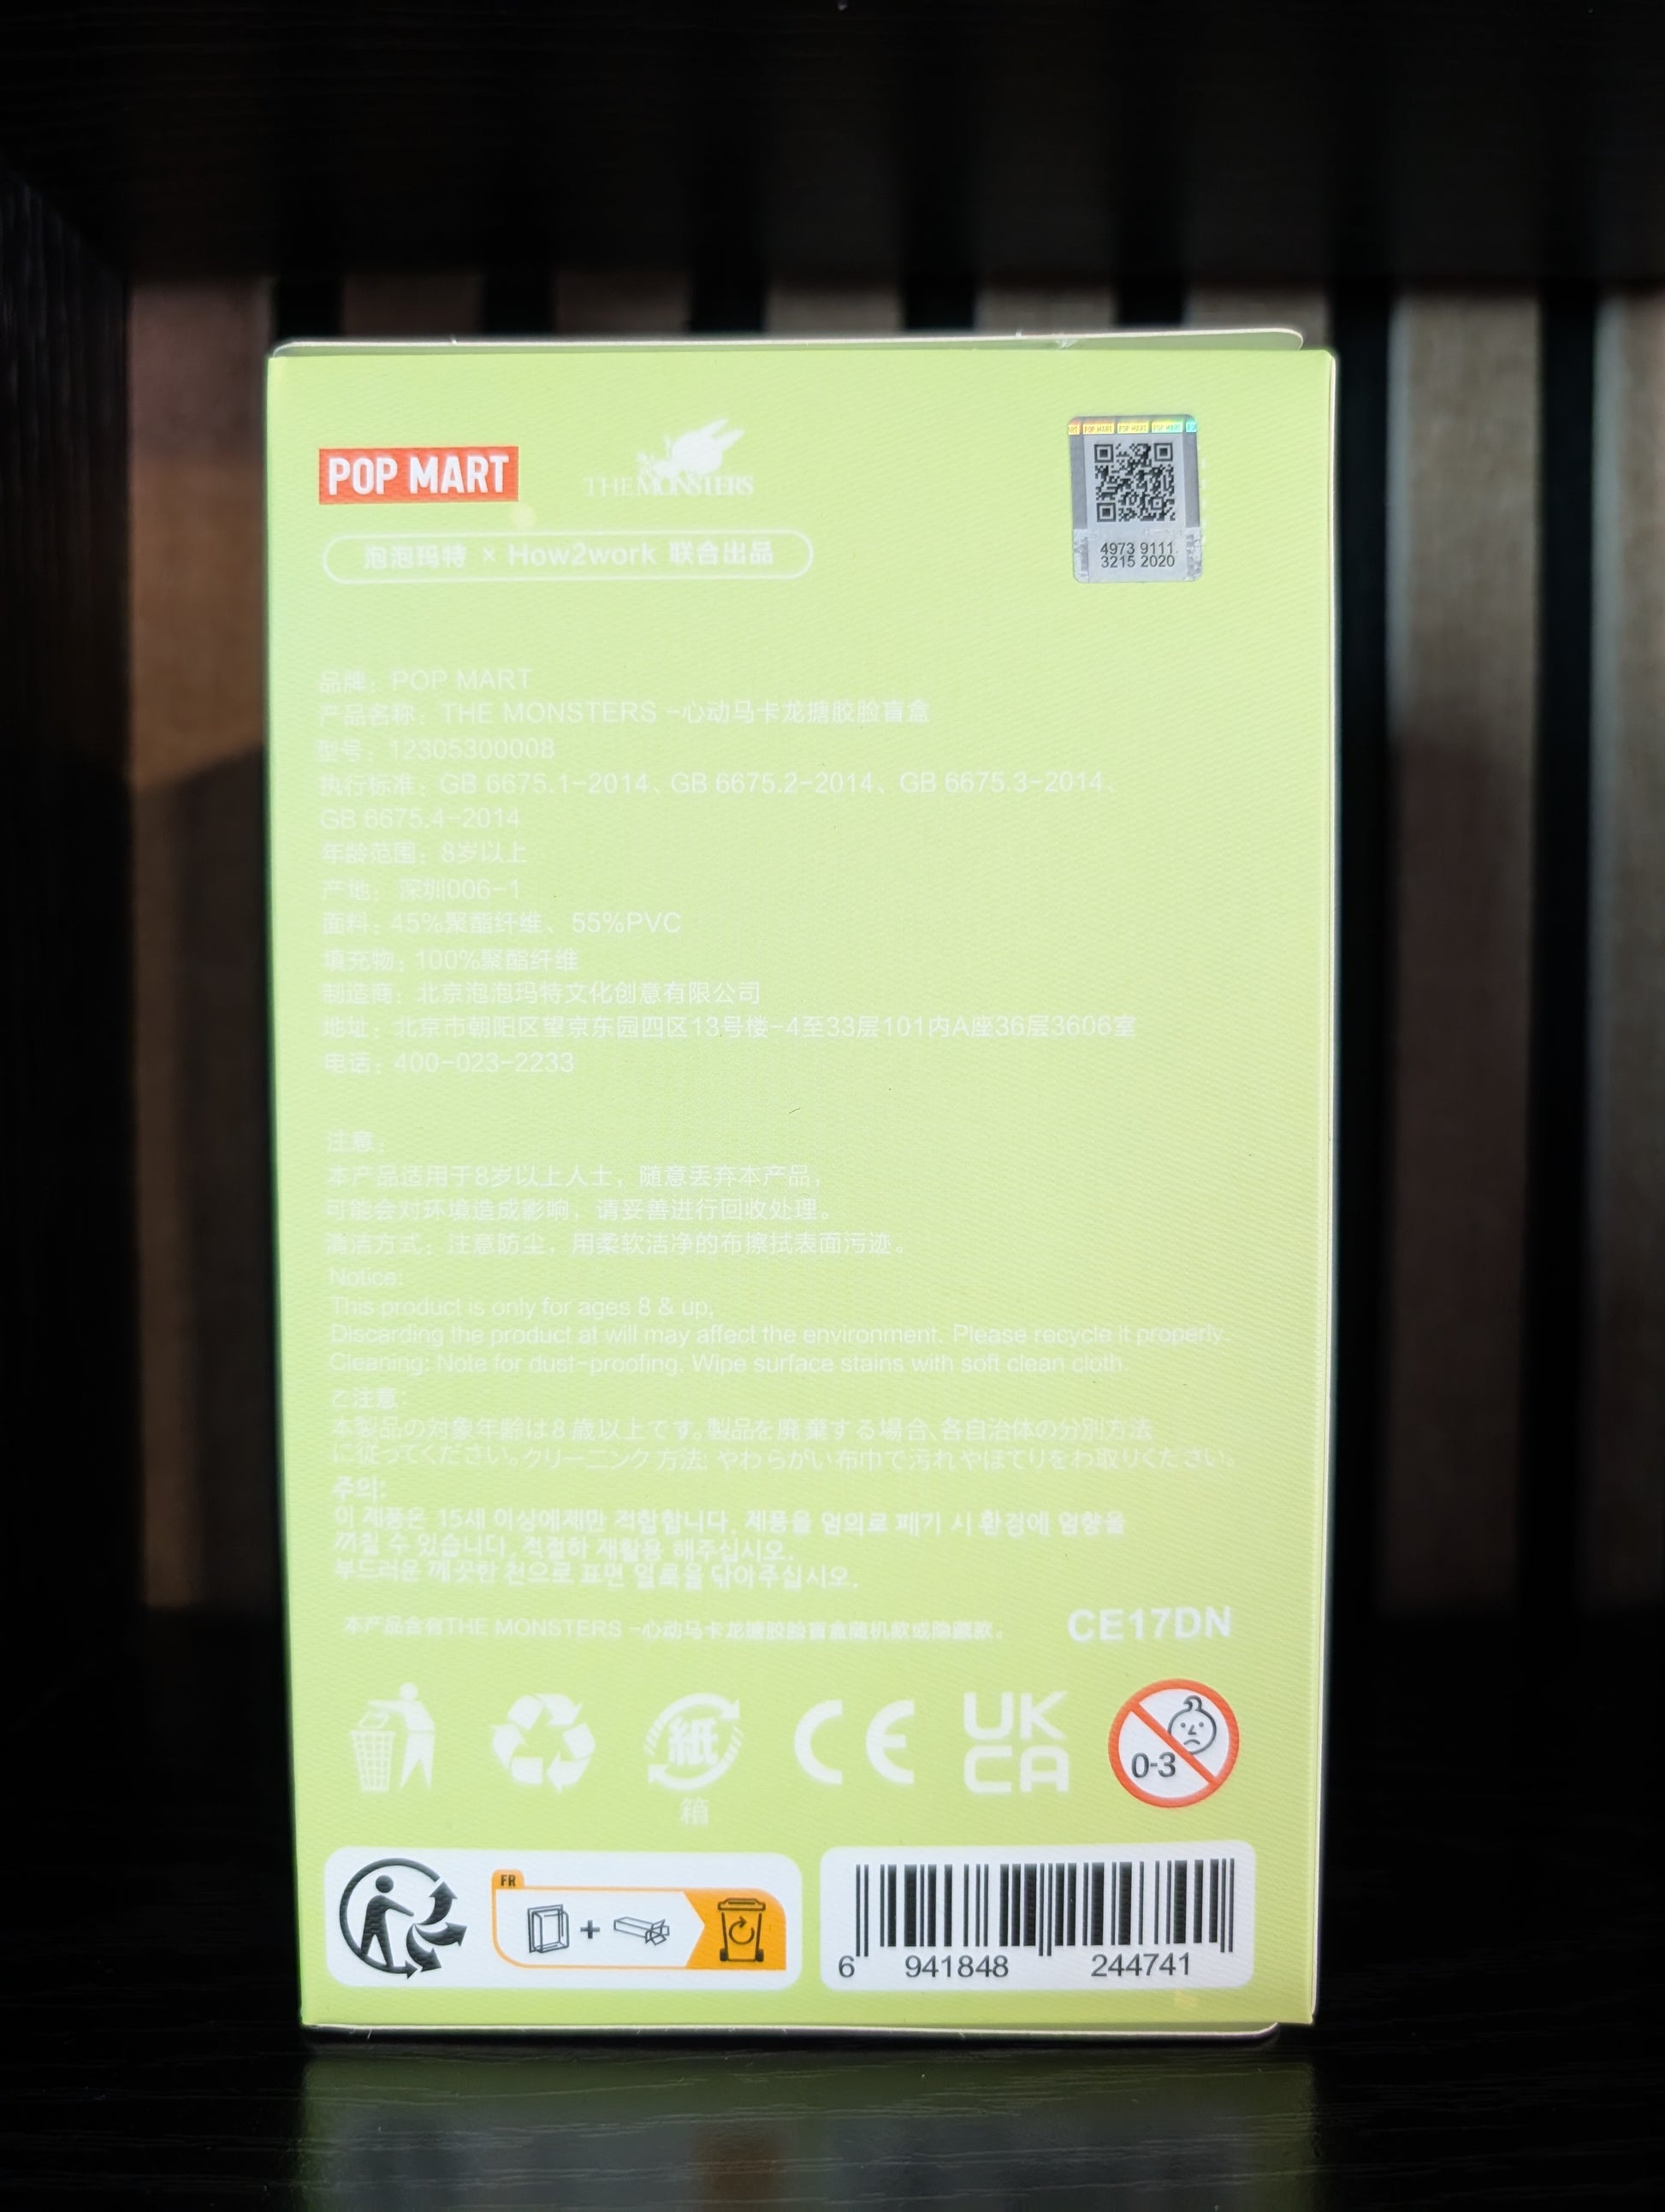 POP MART
THE MONSTERS
泡泡玛特 × How2work 联合出品
POP MART POP MART POP MART
4973 9111
3215 2020
品牌：POP MART
产品名称：THE MONSTERS -心动马卡龙搪胶脸盲盒
型号：12305300008
执行标准：GB 6675.1-2014、GB 6675.2-2014、GB 6675.3-2014、
GB 6675.4-2014
年龄范围：8岁以上
产地：深圳006-1
面料：45%聚酯纤维、55%PVC
填充物：100%聚酯纤维
制造商：北京泡泡玛特文化创意有限公司
地址：北京市朝阳区望京东园四区13号楼-4至33层101内A座36层3606室
电话：400-023-2233
注意：
本产品适用于8岁以上人士，随意丢弃本产品，
可能会对环境造成影响，请妥善进行回收处理。
清洁方式：注意防尘，用柔软洁净的布擦拭表面污迹。
Notice:
This product is only for ages 8 & up.
Discarding the product at will may affect the environment. Please recycle it properly.
Cleaning: Note for dust-proofing. Wipe surface stains with soft clean cloth.
ご注意:
本製品の対象年齢は8歳以上です。製品を廃棄する場合、各自治体の分別方法
に従ってください。クリーニング方法: やわらかい布巾で汚れやほてりをわ取りください。
주의:
이 제품은 15세 이상에게만 적합합니다. 제품을 임의로 폐기 시 환경에 영향을
끼칠 수 있습니다. 적절히 재활용 해주십시오.
부드러운 깨끗한 천으로 표면 얼룩을 닦아주십시오.
本产品含有THE MONSTERS -心动马卡龙搪胶脸盲盒随机款或隐藏款。
CE17DN
紙
箱
CE
UK
CA
0-3
FR
6 941848 244741